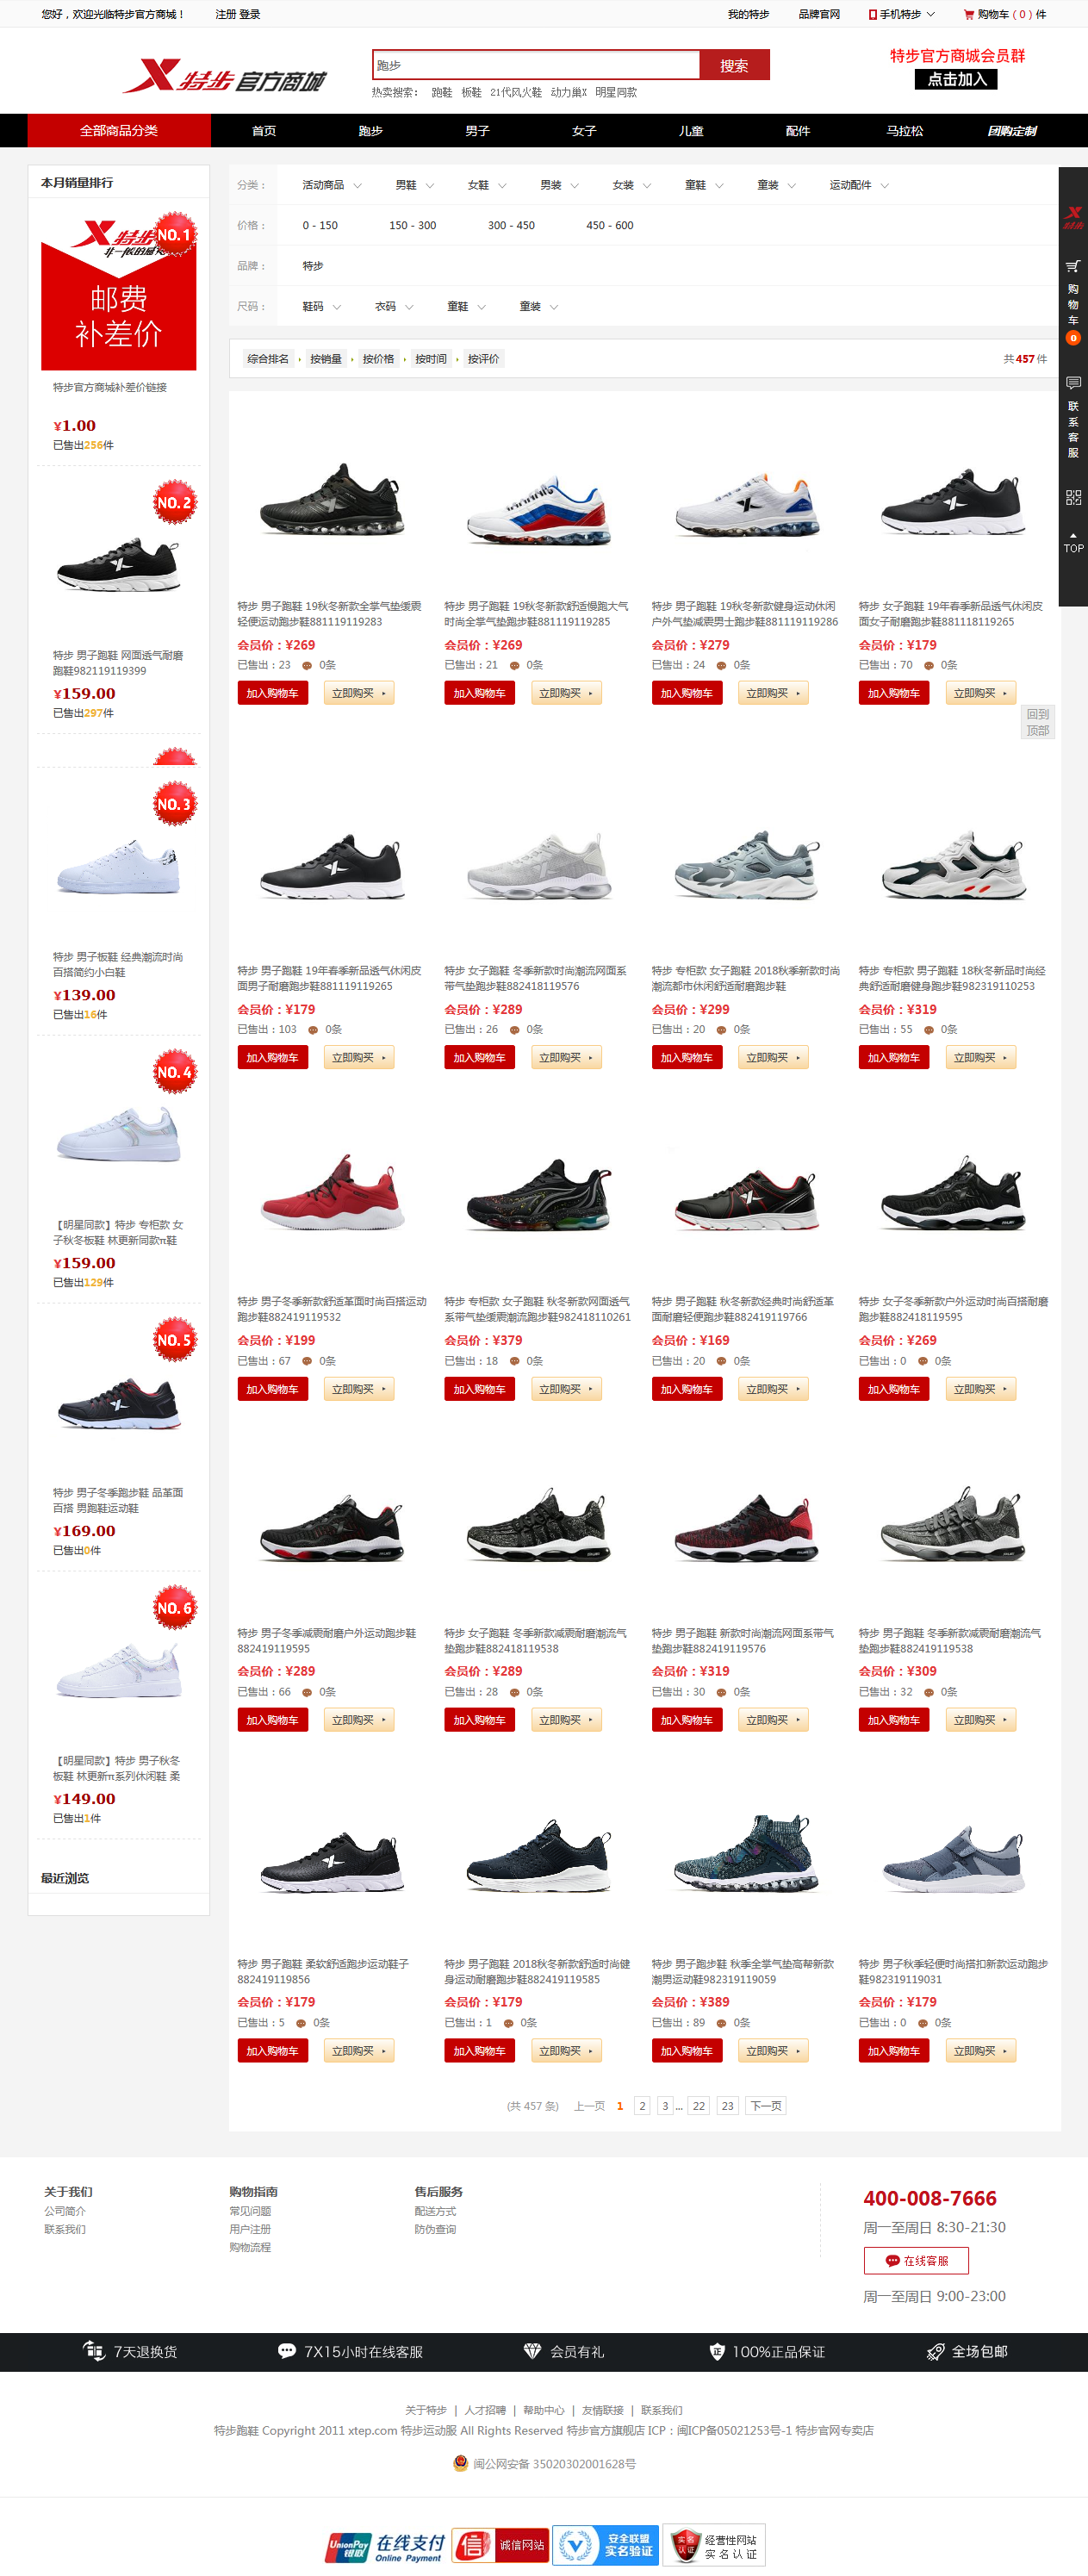 您好，欢迎光临特步官方商城！ 注册 登录
我的特步 品牌官网 手机特步 购物车（0）件
X特步 官方商城
跑步
搜索
热卖搜索： 跑鞋 板鞋 21代风火鞋 动力巢X 明星同款
特步官方商城会员群
点击加入
全部商品分类 首页 跑步 男子 女子 儿童 配件 马拉松 团购定制
本月销量排行
NO.1
特步
邮费
补差价
特步官方商城补差价链接
¥1.00
已售出256件
NO.2
特步 男子跑鞋 网面透气耐磨
跑鞋982119119399
¥159.00
已售出297件
NO.3
特步 男子板鞋 经典潮流时尚
百搭简约小白鞋
¥139.00
已售出16件
NO.4
【明星同款】特步 专柜款 女
子秋冬板鞋 林更新同款π鞋
¥159.00
已售出129件
NO.5
特步 男子冬季跑步鞋 品革面
百搭 男跑鞋运动鞋
¥169.00
已售出0件
NO.6
【明星同款】特步 男子秋冬
板鞋 林更新π系列休闲鞋 柔
¥149.00
已售出1件
最近浏览
分类： 活动商品 男鞋 女鞋 男装 女装 童鞋 童装 运动配件
价格： 0 - 150 150 - 300 300 - 450 450 - 600
品牌： 特步
尺码： 鞋码 衣码 童鞋 童装
综合排名 按销量 按价格 按时间 按评价 共457件
特步 男子跑鞋 19秋冬新款全掌气垫缓震
轻便运动跑步鞋881119119283
会员价：¥269
已售出：23 0条
加入购物车 立即购买
特步 男子跑鞋 19秋冬新款舒适慢跑大气
时尚全掌气垫跑步鞋881119119285
会员价：¥269
已售出：21 0条
加入购物车 立即购买
特步 男子跑鞋 19秋冬新款健身运动休闲
户外气垫减震男士跑步鞋881119119286
会员价：¥279
已售出：24 0条
加入购物车 立即购买
特步 女子跑鞋 19年春季新品透气休闲皮
面女子耐磨跑步鞋881118119265
会员价：¥179
已售出：70 0条
加入购物车 立即购买
特步 男子跑鞋 19年春季新品透气休闲皮
面男子耐磨跑步鞋881119119265
会员价：¥179
已售出：103 0条
加入购物车 立即购买
特步 女子跑鞋 冬季新款时尚潮流网面系
带气垫跑步鞋882418119576
会员价：¥289
已售出：26 0条
加入购物车 立即购买
特步 专柜款 女子跑鞋 2018秋季新款时尚
潮流都市休闲舒适耐磨跑步鞋
会员价：¥299
已售出：20 0条
加入购物车 立即购买
特步 专柜款 男子跑鞋 18秋冬新品时尚经
典舒适耐磨健身跑步鞋982319110253
会员价：¥319
已售出：55 0条
加入购物车 立即购买
特步 男子冬季新款舒适革面时尚百搭运动
跑步鞋882419119532
会员价：¥199
已售出：67 0条
加入购物车 立即购买
特步 专柜款 女子跑鞋 秋冬新款网面透气
系带气垫缓震潮流跑步鞋982418110261
会员价：¥379
已售出：18 0条
加入购物车 立即购买
特步 男子跑鞋 秋冬新款经典时尚舒适革
面耐磨轻便跑步鞋882419119766
会员价：¥169
已售出：20 0条
加入购物车 立即购买
特步 女子冬季新款户外运动时尚百搭耐磨
跑步鞋882418119595
会员价：¥269
已售出：0 0条
加入购物车 立即购买
特步 男子冬季减震耐磨户外运动跑步鞋
882419119595
会员价：¥289
已售出：66 0条
加入购物车 立即购买
特步 女子跑鞋 冬季新款减震耐磨潮流气
垫跑步鞋882418119538
会员价：¥289
已售出：28 0条
加入购物车 立即购买
特步 男子跑鞋 新款时尚潮流网面系带气
垫跑步鞋882419119576
会员价：¥319
已售出：30 0条
加入购物车 立即购买
特步 男子跑鞋 冬季新款减震耐磨潮流气
垫跑步鞋882419119538
会员价：¥309
已售出：32 0条
加入购物车 立即购买
特步 男子跑鞋 柔软舒适跑步运动鞋子
882419119856
会员价：¥179
已售出：5 0条
加入购物车 立即购买
特步 男子跑鞋 2018秋冬新款舒适时尚健
身运动耐磨跑步鞋882419119585
会员价：¥179
已售出：1 0条
加入购物车 立即购买
特步 男子跑步鞋 秋季全掌气垫高帮新款
潮男运动鞋982319119059
会员价：¥389
已售出：89 0条
加入购物车 立即购买
特步 男子秋季轻便时尚搭扣新款运动跑步
鞋982319119031
会员价：¥179
已售出：0 0条
加入购物车 立即购买
(共 457 条) 上一页 1 2 3 ... 22 23 下一页
特步
购
物
车
0
联
系
客
服
TOP
回到
顶部
关于我们
公司简介
联系我们
购物指南
常见问题
用户注册
购物流程
售后服务
配送方式
防伪查询
400-008-7666
周一至周日 8:30-21:30
在线客服
周一至周日 9:00-23:00
7天退换货 7X15小时在线客服 会员有礼 100%正品保证 全场包邮
关于特步 | 人才招聘 | 帮助中心 | 友情联接 | 联系我们
特步跑鞋 Copyright 2011 xtep.com 特步运动服 All Rights Reserved 特步官方旗舰店 ICP：闽ICP备05021253号-1 特步官网专卖店
闽公网安备 35020302001628号
UnionPay 银联 在线支付 Online Payment
信 诚信网站
安全联盟
实名验证
实名认证
经营性网站
实名认证